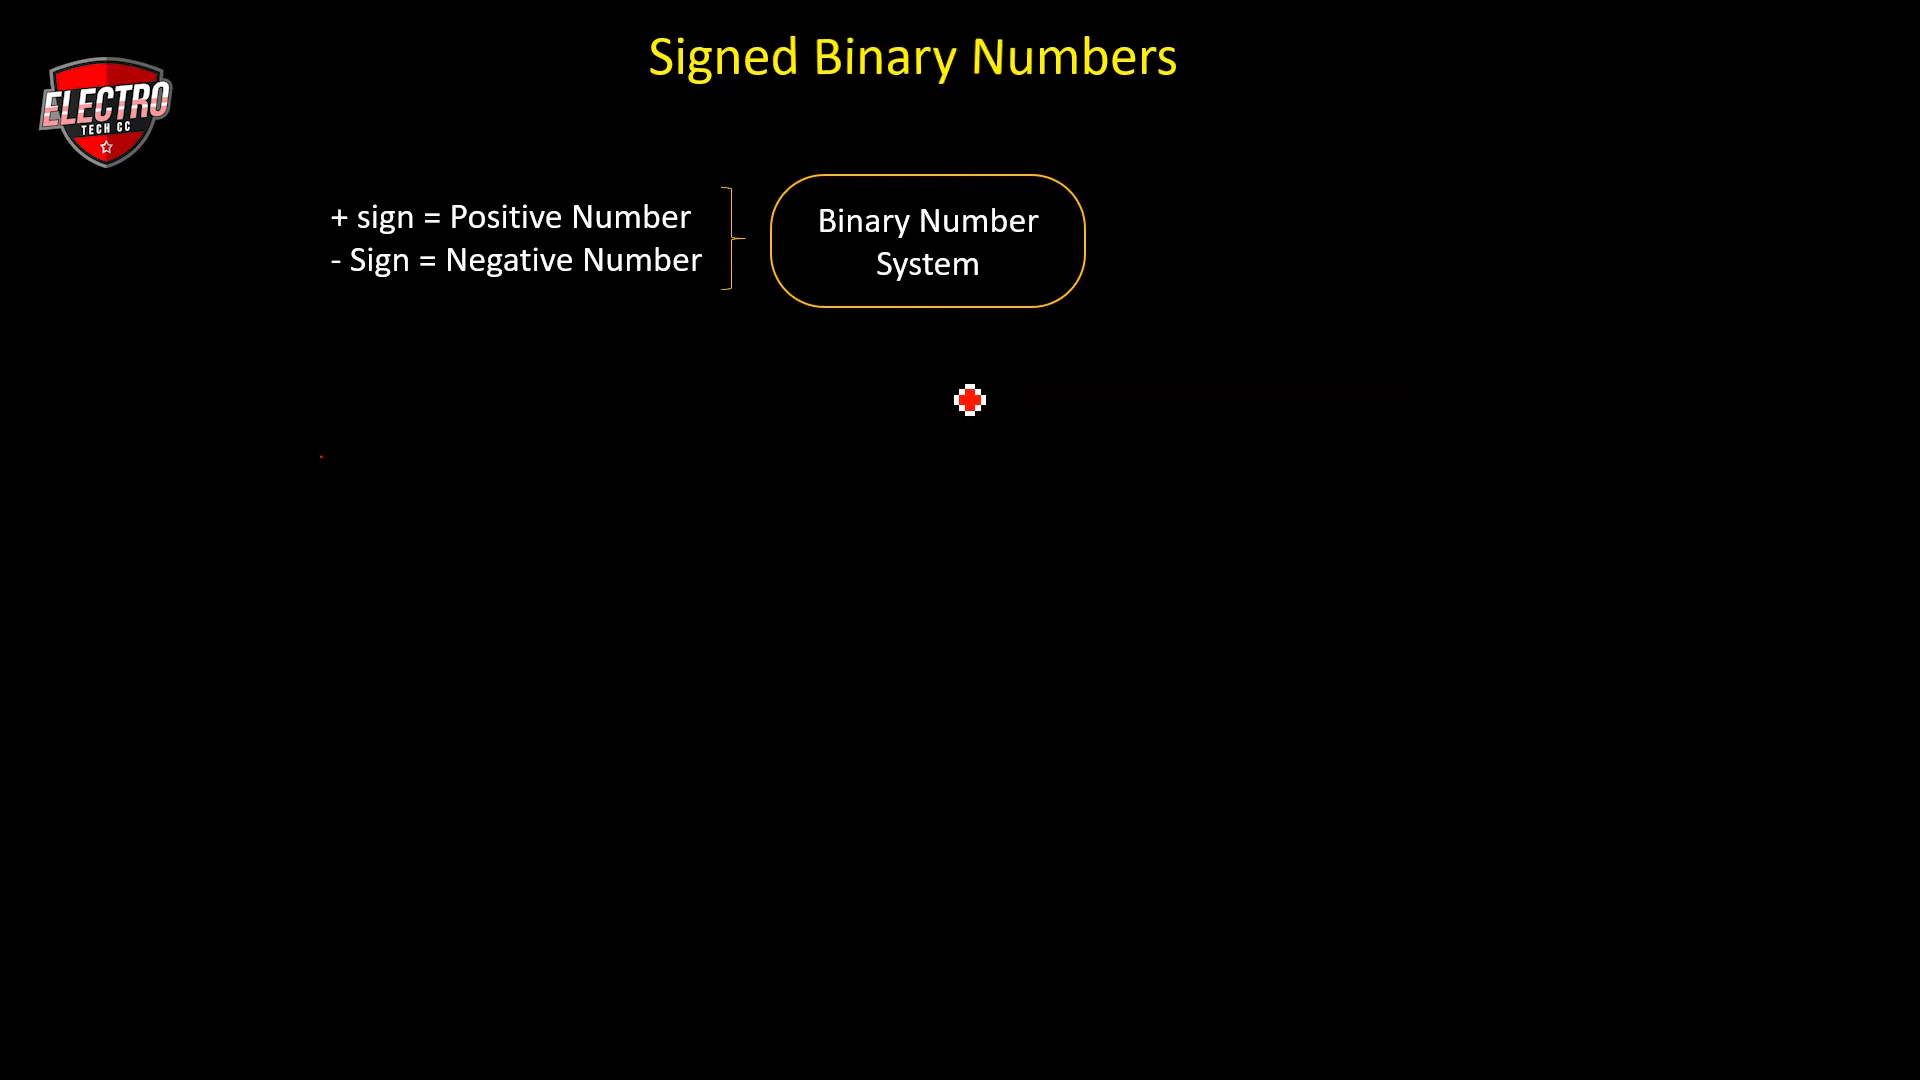 Signed Binary Numbers
ELECTRO
TECH CC
+ sign = Positive Number
- Sign = Negative Number
Binary Number
System